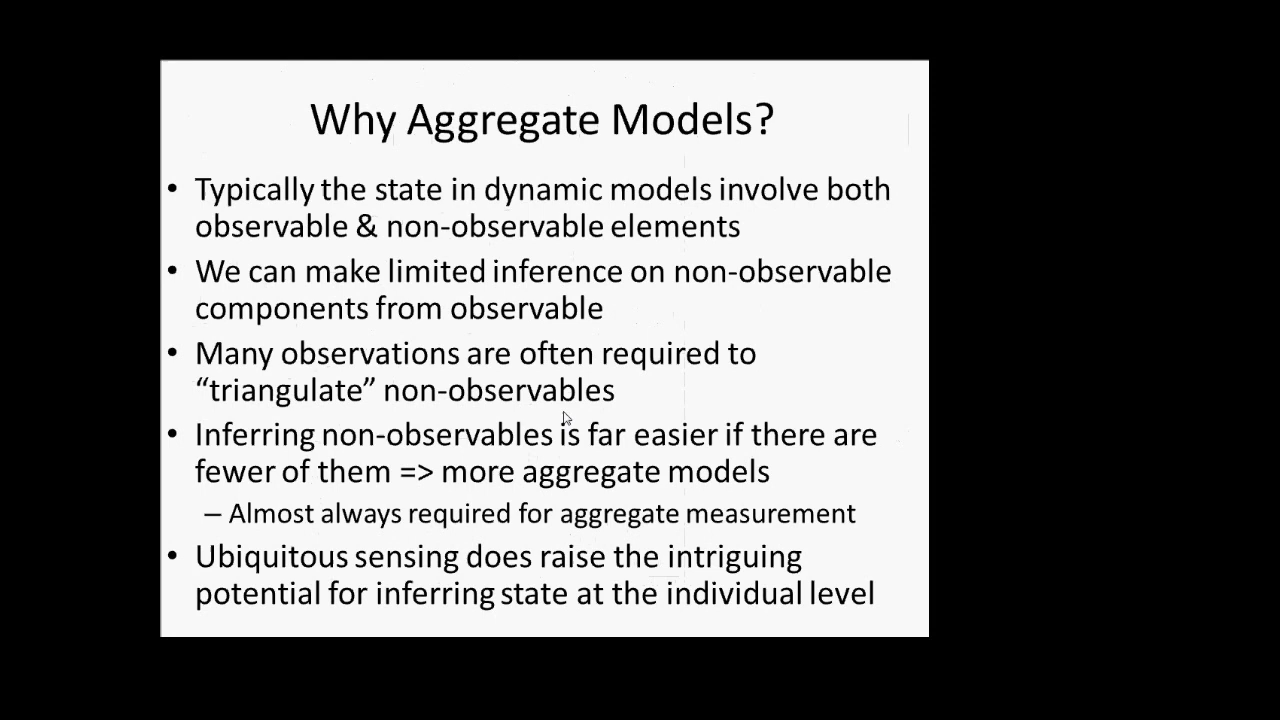 Why Aggregate Models?
• Typically the state in dynamic models involve both
observable & non-observable elements
• We can make limited inference on non-observable
components from observable
• Many observations are often required to
“triangulate” non-observables
• Inferring non-observables is far easier if there are
fewer of them => more aggregate models
– Almost always required for aggregate measurement
• Ubiquitous sensing does raise the intriguing
potential for inferring state at the individual level